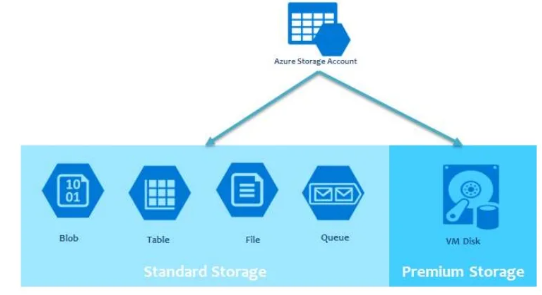 Azure Storage Account
10
01
Blob
Table
File
Queue
VM Disk
Standard Storage
Premium Storage